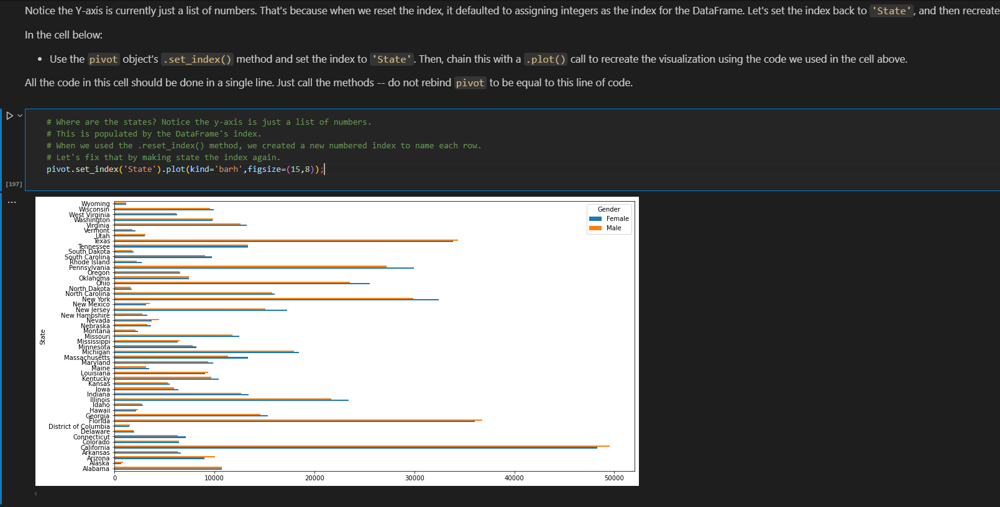 Notice the Y-axis is currently just a list of numbers. That's because when we reset the index, it defaulted to assigning integers as the index for the DataFrame. Let's set the index back to 'State', and then recreate
In the cell below:
• Use the pivot object's .set_index() method and set the index to 'State'. Then, chain this with a .plot() call to recreate the visualization using the code we used in the cell above.
All the code in this cell should be done in a single line. Just call the methods -- do not rebind pivot to be equal to this line of code.
# Where are the states? Notice the y-axis is just a list of numbers.
# This is populated by the DataFrame's index.
# When we used the .reset_index() method, we created a new numbered index to name each row.
# Let's fix that by making state the index again.
pivot.set_index('State').plot(kind='barh',figsize=(15,8));
[197]
...
Gender
Female
Male
State
Wyoming
Wisconsin
West Virginia
Washington
Virginia
Vermont
Utah
Texas
Tennessee
South Dakota
South Carolina
Rhode Island
Pennsylvania
Oregon
Oklahoma
Ohio
North Dakota
North Carolina
New York
New Mexico
New Jersey
New Hampshire
Nevada
Nebraska
Montana
Missouri
Mississippi
Minnesota
Michigan
Massachusetts
Maryland
Maine
Louisiana
Kentucky
Kansas
Iowa
Indiana
Illinois
Idaho
Hawaii
Georgia
Florida
District of Columbia
Delaware
Connecticut
Colorado
California
Arkansas
Arizona
Alaska
Alabama
0 10000 20000 30000 40000 50000